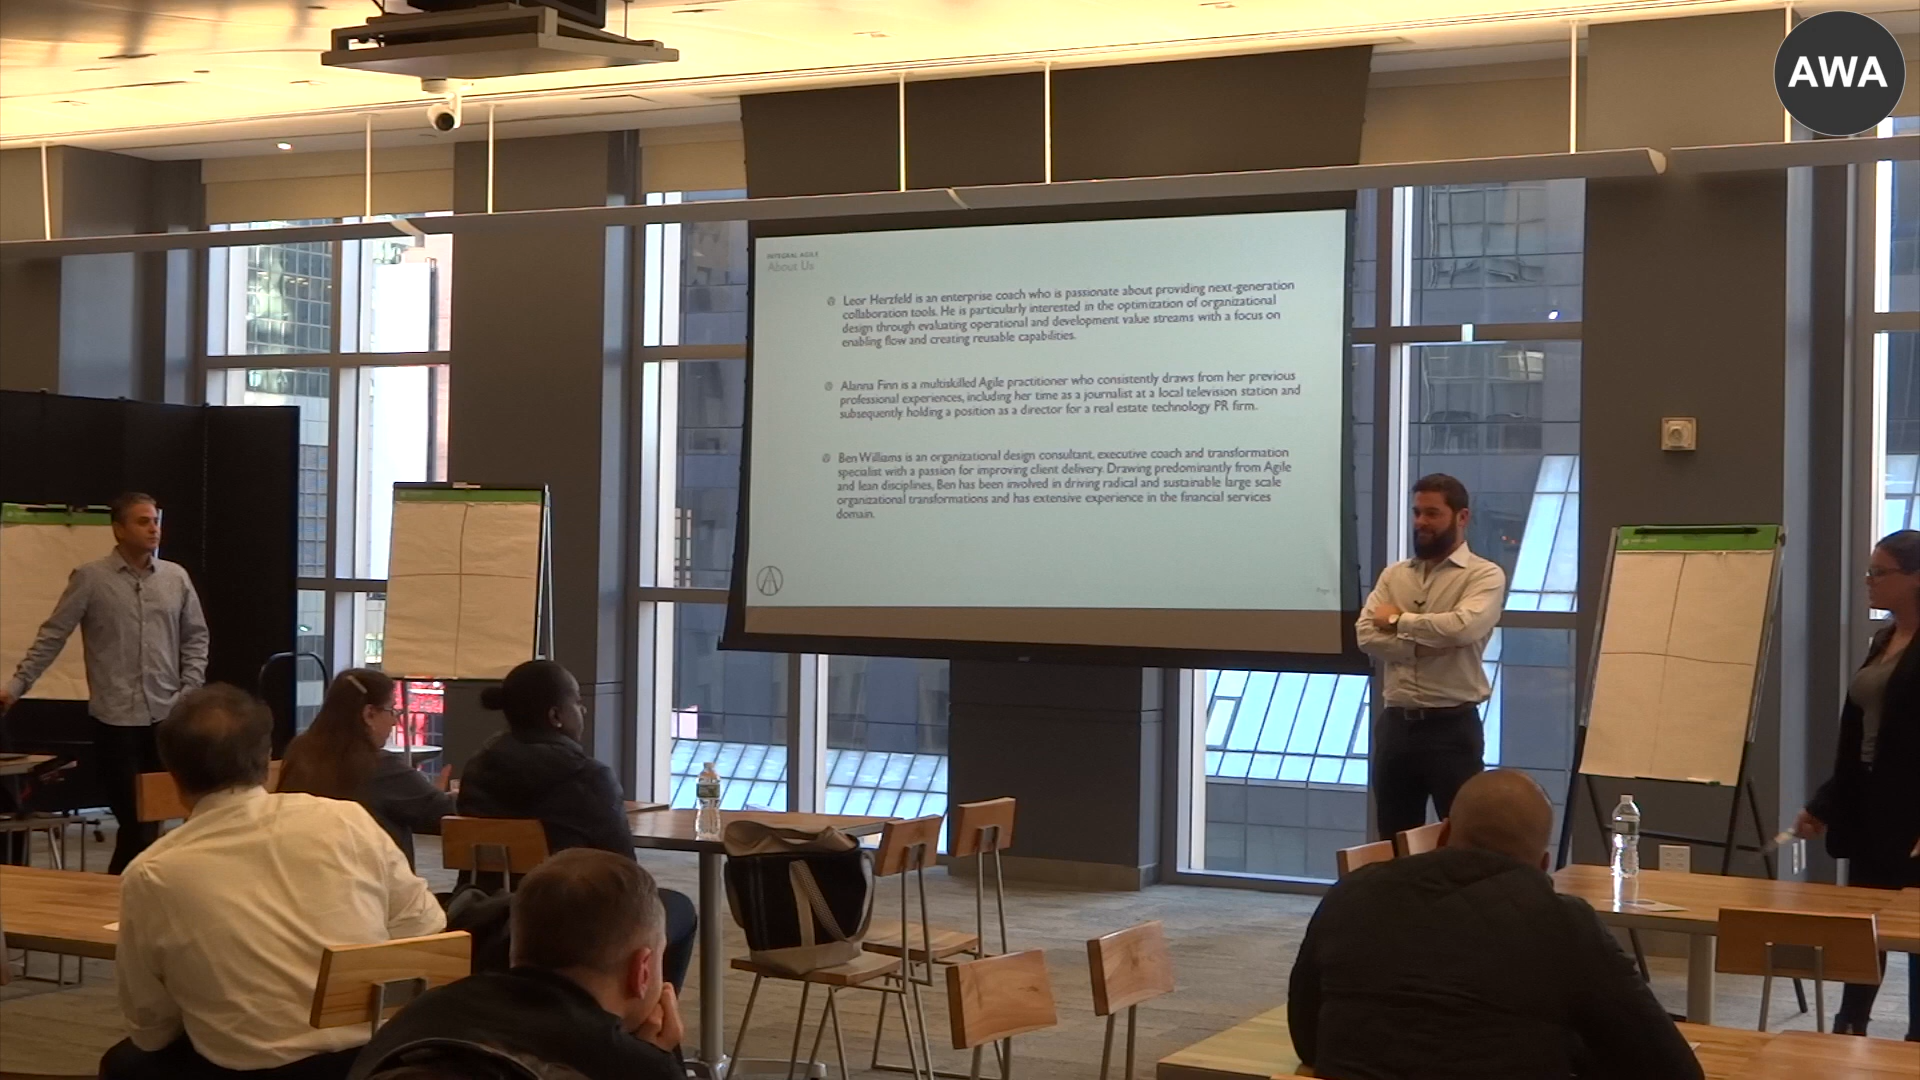 AWA
INTEGRAL AGILE
About Us
Leor Herzfeld is an enterprise coach who is passionate about providing next-generation
collaboration tools. He is particularly interested in the optimization of organizational
design through evaluating operational and development value streams with a focus on
enabling flow and creating reusable capabilities.
Alanna Finn is a multiskilled Agile practitioner who consistently draws from her previous
professional experiences, including her time as a journalist at a local television station and
subsequently holding a position as a director for a real estate technology PR firm.
Ben Williams is an organizational design consultant, executive coach and transformation
specialist with a passion for improving client delivery. Drawing predominantly from Agile
and lean disciplines, Ben has been involved in driving radical and sustainable large scale
organizational transformations and has extensive experience in the financial services
domain.
Page